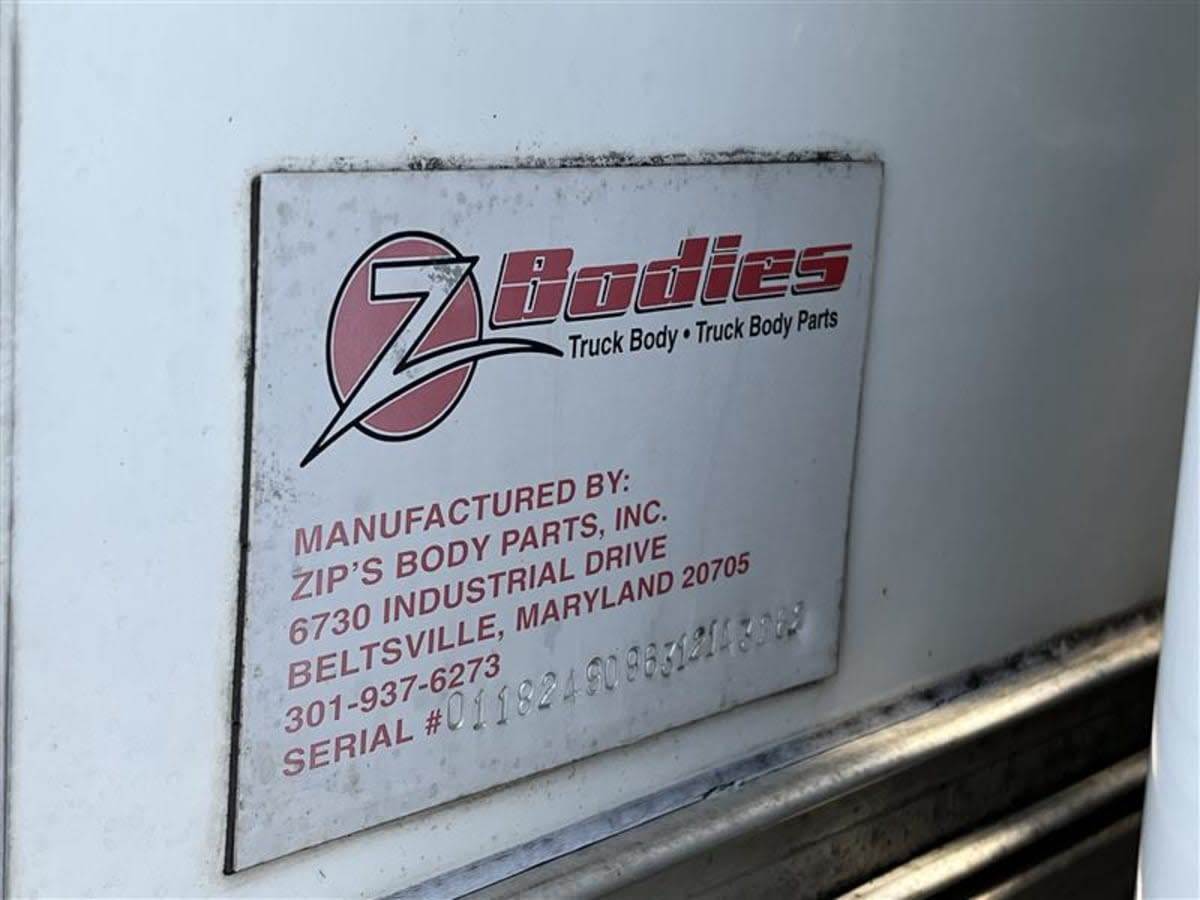 Z Bodies
Truck Body • Truck Body Parts
MANUFACTURED BY:
ZIP'S BODY PARTS, INC.
6730 INDUSTRIAL DRIVE
BELTSVILLE, MARYLAND 20705
301-937-6273
SERIAL #